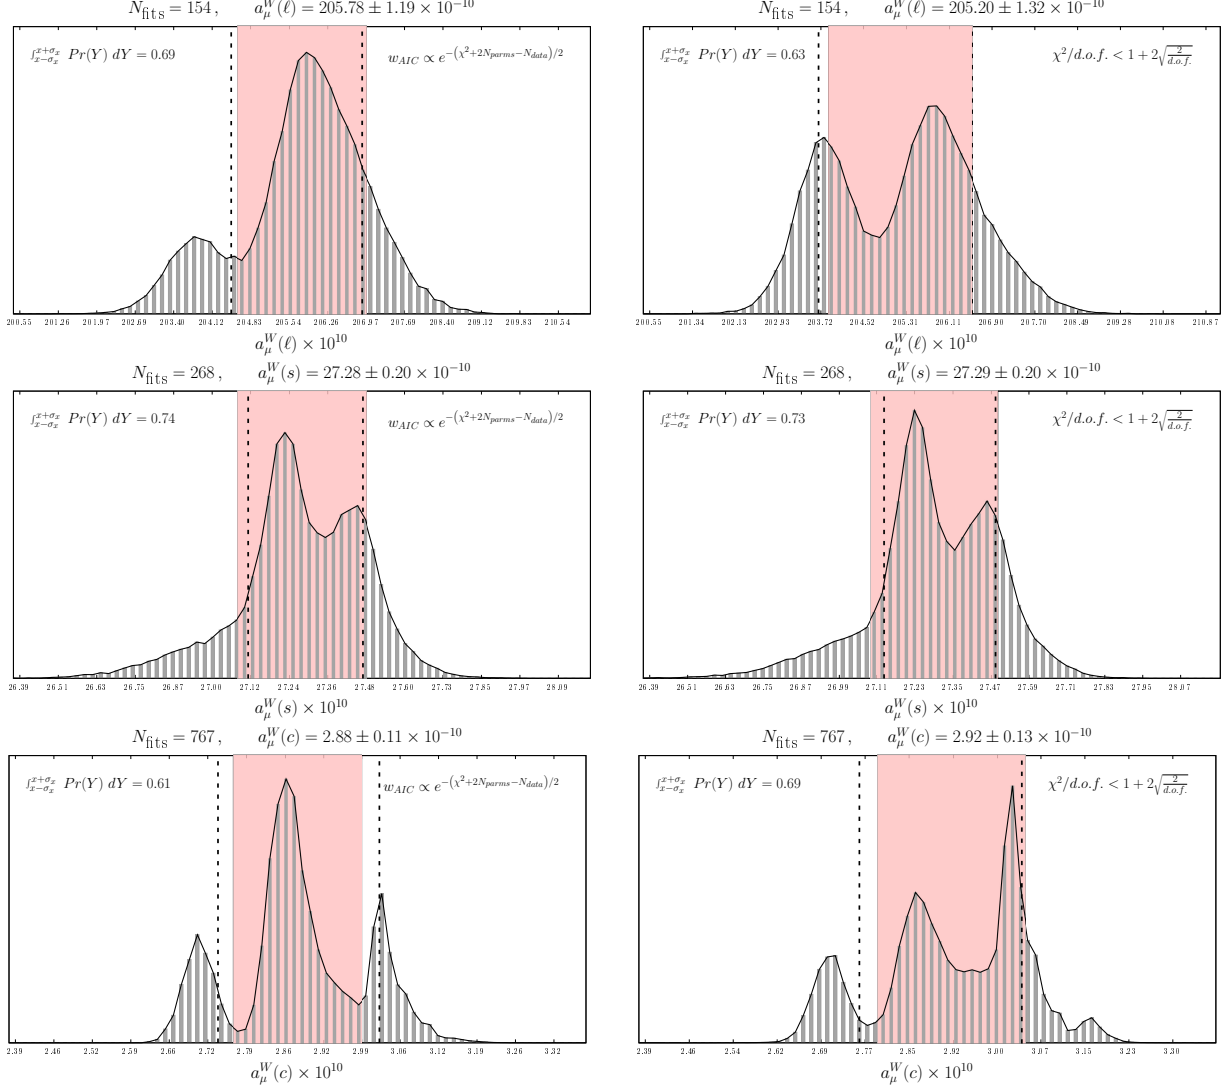 N_fits = 154, a_μ^W(ℓ) = 205.78 ± 1.19 × 10^−10
∫_{x−σ_x}^{x+σ_x} Pr(Y) dY = 0.69 w_AIC ∝ e^{−(χ²+2N_parms−N_data)/2}
200.55 201.26 201.97 202.69 203.40 204.12 204.83 205.54 206.26 206.97 207.69 208.40 209.12 209.83 210.54
a_μ^W(ℓ) × 10^10
N_fits = 154, a_μ^W(ℓ) = 205.20 ± 1.32 × 10^−10
∫_{x−σ_x}^{x+σ_x} Pr(Y) dY = 0.63 χ²/d.o.f. < 1 + 2√(2/d.o.f.)
200.55 201.34 202.13 202.93 203.72 204.52 205.31 206.11 206.90 207.70 208.49 209.28 210.08 210.87
a_μ^W(ℓ) × 10^10
N_fits = 268, a_μ^W(s) = 27.28 ± 0.20 × 10^−10
∫_{x−σ_x}^{x+σ_x} Pr(Y) dY = 0.74 w_AIC ∝ e^{−(χ²+2N_parms−N_data)/2}
26.39 26.51 26.63 26.75 26.87 27.00 27.12 27.24 27.36 27.48 27.60 27.73 27.85 27.97 28.09
a_μ^W(s) × 10^10
N_fits = 268, a_μ^W(s) = 27.29 ± 0.20 × 10^−10
∫_{x−σ_x}^{x+σ_x} Pr(Y) dY = 0.73 χ²/d.o.f. < 1 + 2√(2/d.o.f.)
26.39 26.51 26.63 26.75 26.87 26.99 27.11 27.23 27.35 27.47 27.59 27.71 27.83 27.95 28.07
a_μ^W(s) × 10^10
N_fits = 767, a_μ^W(c) = 2.88 ± 0.11 × 10^−10
∫_{x−σ_x}^{x+σ_x} Pr(Y) dY = 0.61 w_AIC ∝ e^{−(χ²+2N_parms−N_data)/2}
2.39 2.46 2.52 2.59 2.66 2.72 2.79 2.86 2.92 2.99 3.06 3.12 3.19 3.26 3.32
a_μ^W(c) × 10^10
N_fits = 767, a_μ^W(c) = 2.92 ± 0.13 × 10^−10
∫_{x−σ_x}^{x+σ_x} Pr(Y) dY = 0.69 χ²/d.o.f. < 1 + 2√(2/d.o.f.)
2.39 2.46 2.54 2.62 2.69 2.77 2.85 2.92 3.00 3.07 3.15 3.23 3.30
a_μ^W(c) × 10^10